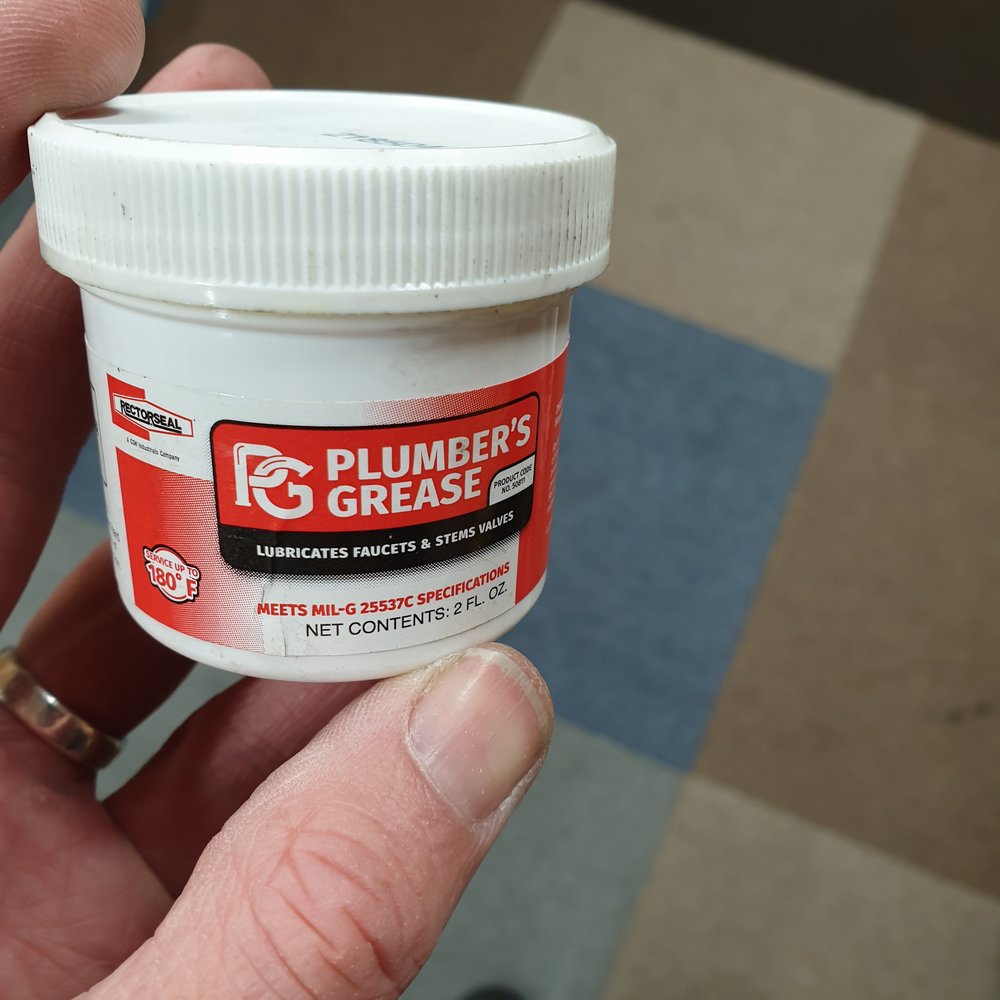 RECTORSEAL
A CSW Industrials Company
PG
PLUMBER'S
GREASE
PRODUCT CODE
NO. 50811
LUBRICATES FAUCETS & STEMS VALVES
SERVICE UP TO
180° F
MEETS MIL-G 25537C SPECIFICATIONS
NET CONTENTS: 2 FL. OZ.